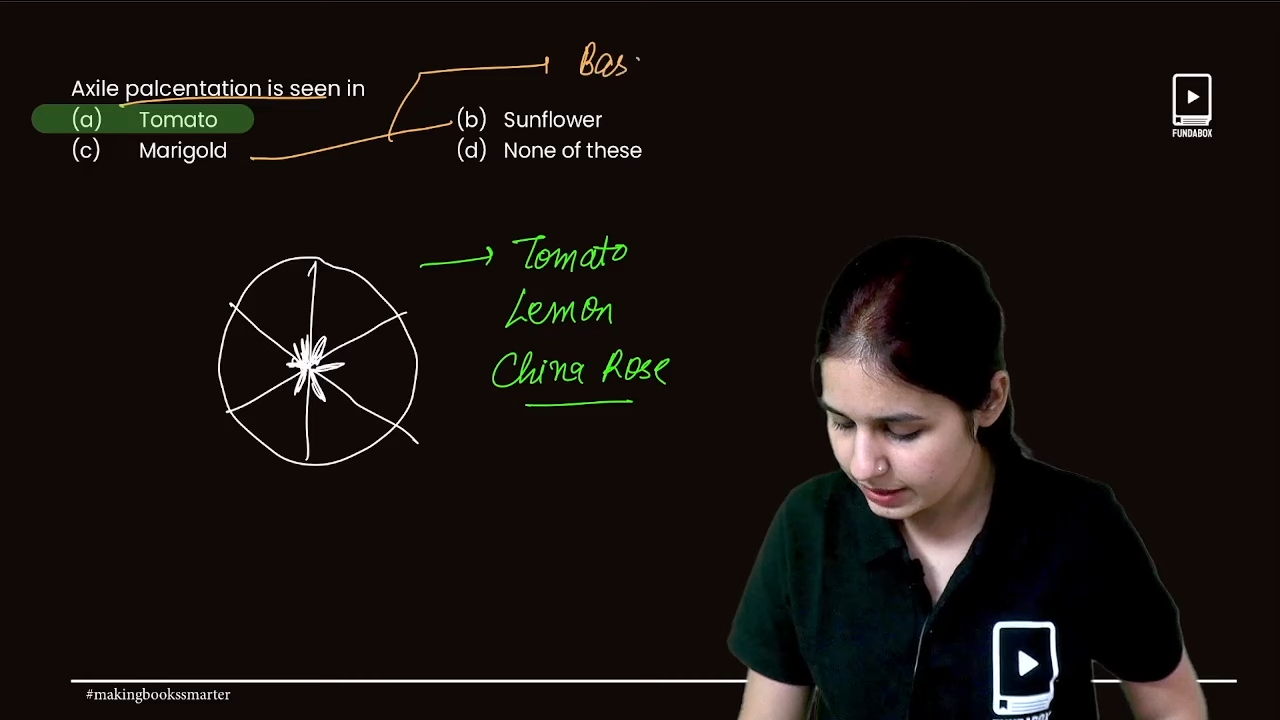 Bas
Axile palcentation is seen in
(a) Tomato (b) Sunflower
(c) Marigold (d) None of these
FUNDABOX
Tomato
Lemon
China Rose
#makingbookssmarter